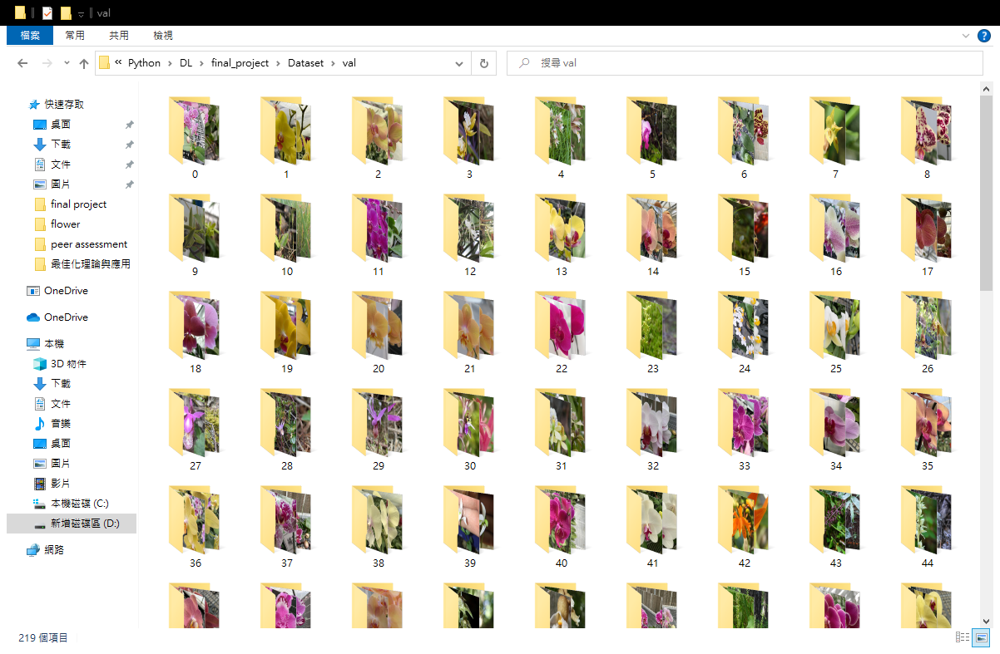 val
檔案 常用 共用 檢視
« Python › DL › final_project › Dataset › val
搜尋 val
快速存取
桌面
下載
文件
圖片
final project
flower
peer assessment
最佳化理論與應用
OneDrive
OneDrive
本機
3D 物件
下載
文件
音樂
桌面
圖片
影片
本機磁碟 (C:)
新增磁碟區 (D:)
網路
0 1 2 3 4 5 6 7 8
9 10 11 12 13 14 15 16 17
18 19 20 21 22 23 24 25 26
27 28 29 30 31 32 33 34 35
36 37 38 39 40 41 42 43 44
219 個項目